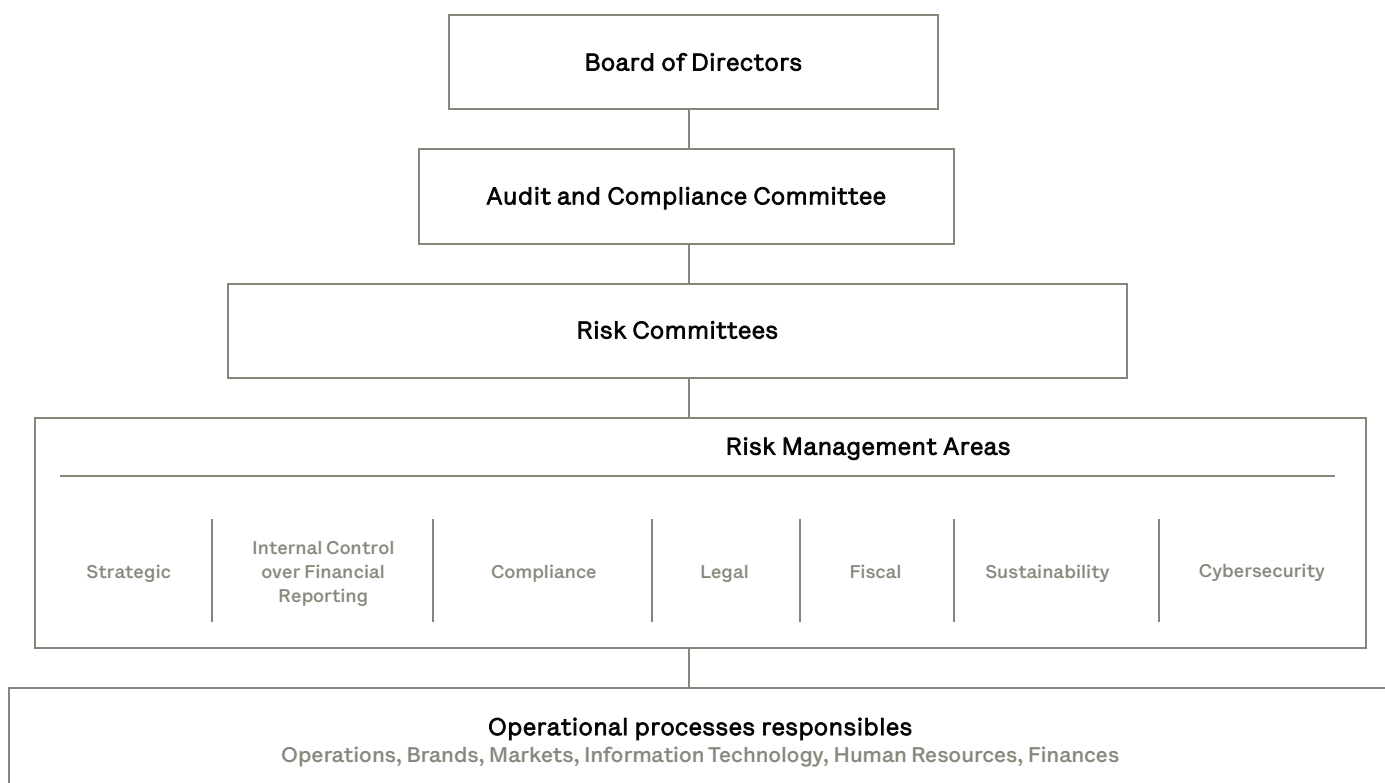 Board of Directors
Audit and Compliance Committee
Risk Committees
Risk Management Areas
Strategic
Internal Control
over Financial
Reporting
Compliance
Legal
Fiscal
Sustainability
Cybersecurity
Operational processes responsibles
Operations, Brands, Markets, Information Technology, Human Resources, Finances